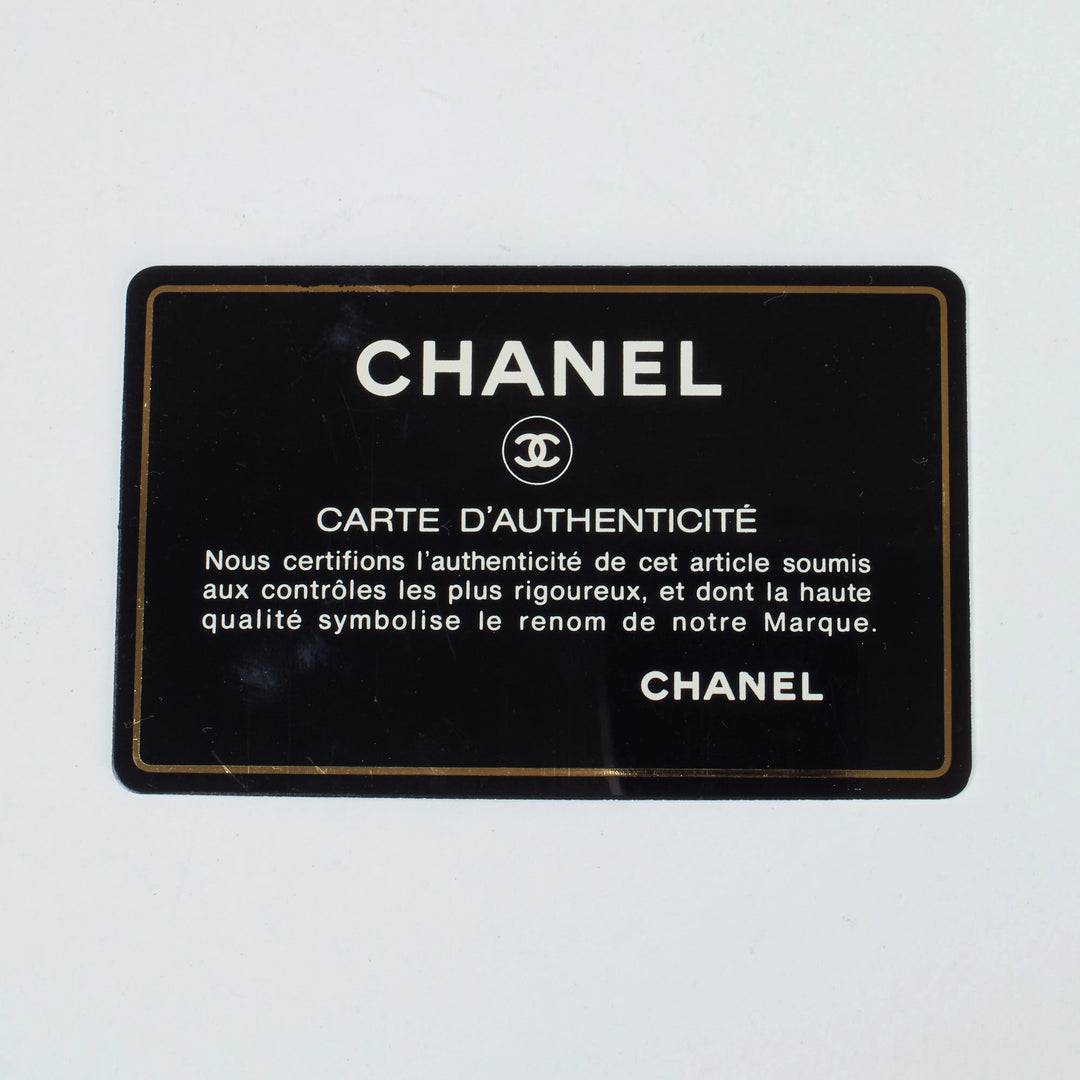 CHANEL
CARTE D'AUTHENTICITÉ
Nous certifions l'authenticité de cet article soumis
aux contrôles les plus rigoureux, et dont la haute
qualité symbolise le renom de notre Marque.
CHANEL